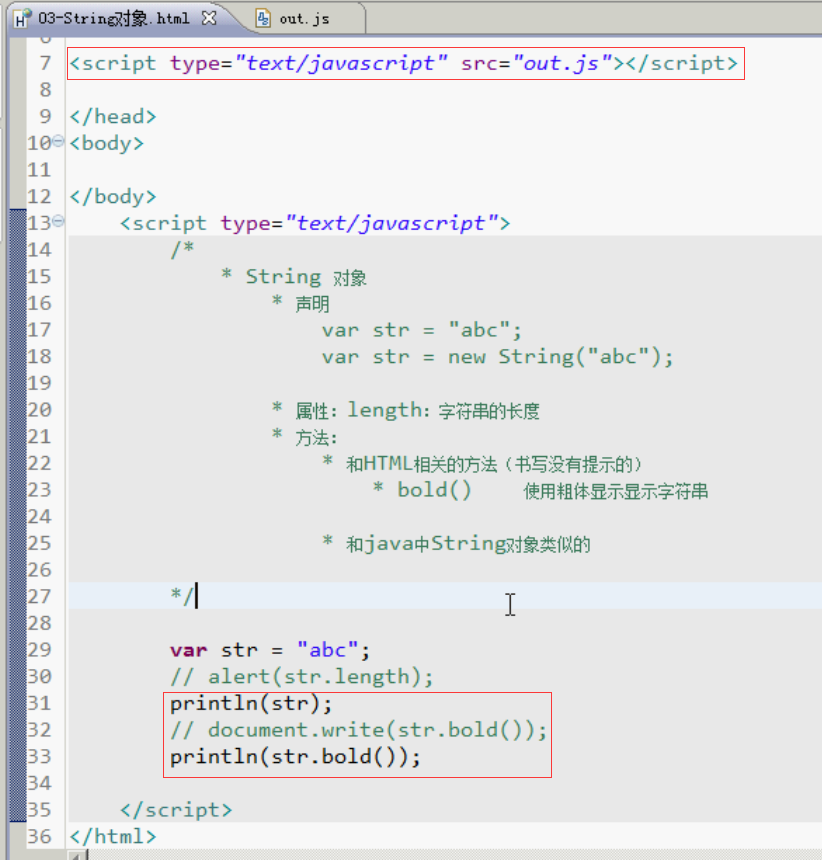 03-String对象.html out.js
6
7 <script type="text/javascript" src="out.js"></script>
8
9 </head>
10 <body>
11
12 </body>
13 <script type="text/javascript">
14 /*
15 * String 对象
16 * 声明
17 var str = "abc";
18 var str = new String("abc");
19
20 * 属性：length：字符串的长度
21 * 方法：
22 * 和HTML相关的方法（书写没有提示的）
23 * bold() 使用粗体显示显示字符串
24
25 * 和java中String对象类似的
26
27 */
28
29 var str = "abc";
30 // alert(str.length);
31 println(str);
32 // document.write(str.bold());
33 println(str.bold());
34
35 </script>
36 </html>